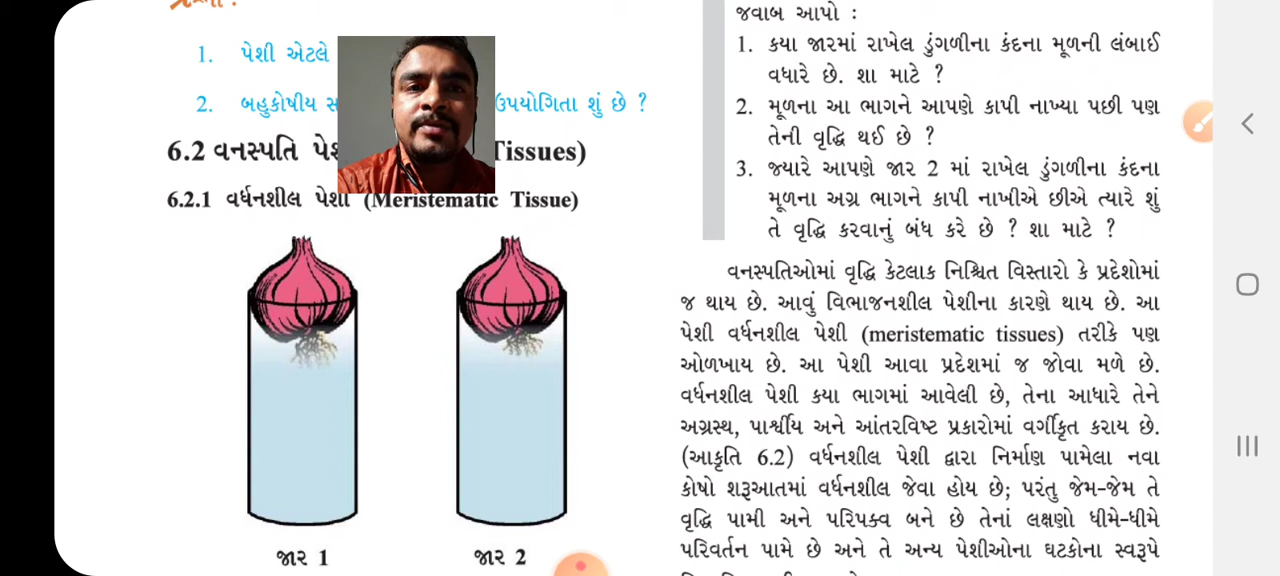 1. પેશી એટલે
2. બહુકોષીય સ ઉપયોગિતા શું છે ?
6.2 વનસ્પતિ પે Tissues)
6.2.1 વર્ધનશીલ પેશી (Meristematic Tissue)
જાર 1
જાર 2
જવાબ આપો :
1. કયા જારમાં રાખેલ ડુંગળીના કંદના મૂળની લંબાઈ
વધારે છે. શા માટે ?
2. મૂળના આ ભાગને આપણે કાપી નાખ્યા પછી પણ
તેની વૃદ્ધિ થઈ છે ?
3. જ્યારે આપણે જાર 2 માં રાખેલ ડુંગળીના કંદના
મૂળના અગ્ર ભાગને કાપી નાખીએ છીએ ત્યારે શું
તે વૃદ્ધિ કરવાનું બંધ કરે છે ? શા માટે ?
વનસ્પતિઓમાં વૃદ્ધિ કેટલાક નિશ્ચિત વિસ્તારો કે પ્રદેશોમાં
જ થાય છે. આવું વિભાજનશીલ પેશીના કારણે થાય છે. આ
પેશી વર્ધનશીલ પેશી (meristematic tissues) તરીકે પણ
ઓળખાય છે. આ પેશી આવા પ્રદેશમાં જ જોવા મળે છે.
વર્ધનશીલ પેશી કયા ભાગમાં આવેલી છે, તેના આધારે તેને
અગ્રસ્થ, પાર્શ્વીય અને આંતરવિષ્ટ પ્રકારોમાં વર્ગીકૃત કરાય છે.
(આકૃતિ 6.2) વર્ધનશીલ પેશી દ્વારા નિર્માણ પામેલા નવા
કોષો શરૂઆતમાં વર્ધનશીલ જેવા હોય છે; પરંતુ જેમ-જેમ તે
વૃદ્ધિ પામી અને પરિપક્વ બને છે તેનાં લક્ષણો ધીમે-ધીમે
પરિવર્તન પામે છે અને તે અન્ય પેશીઓના ઘટકોના સ્વરૂપે